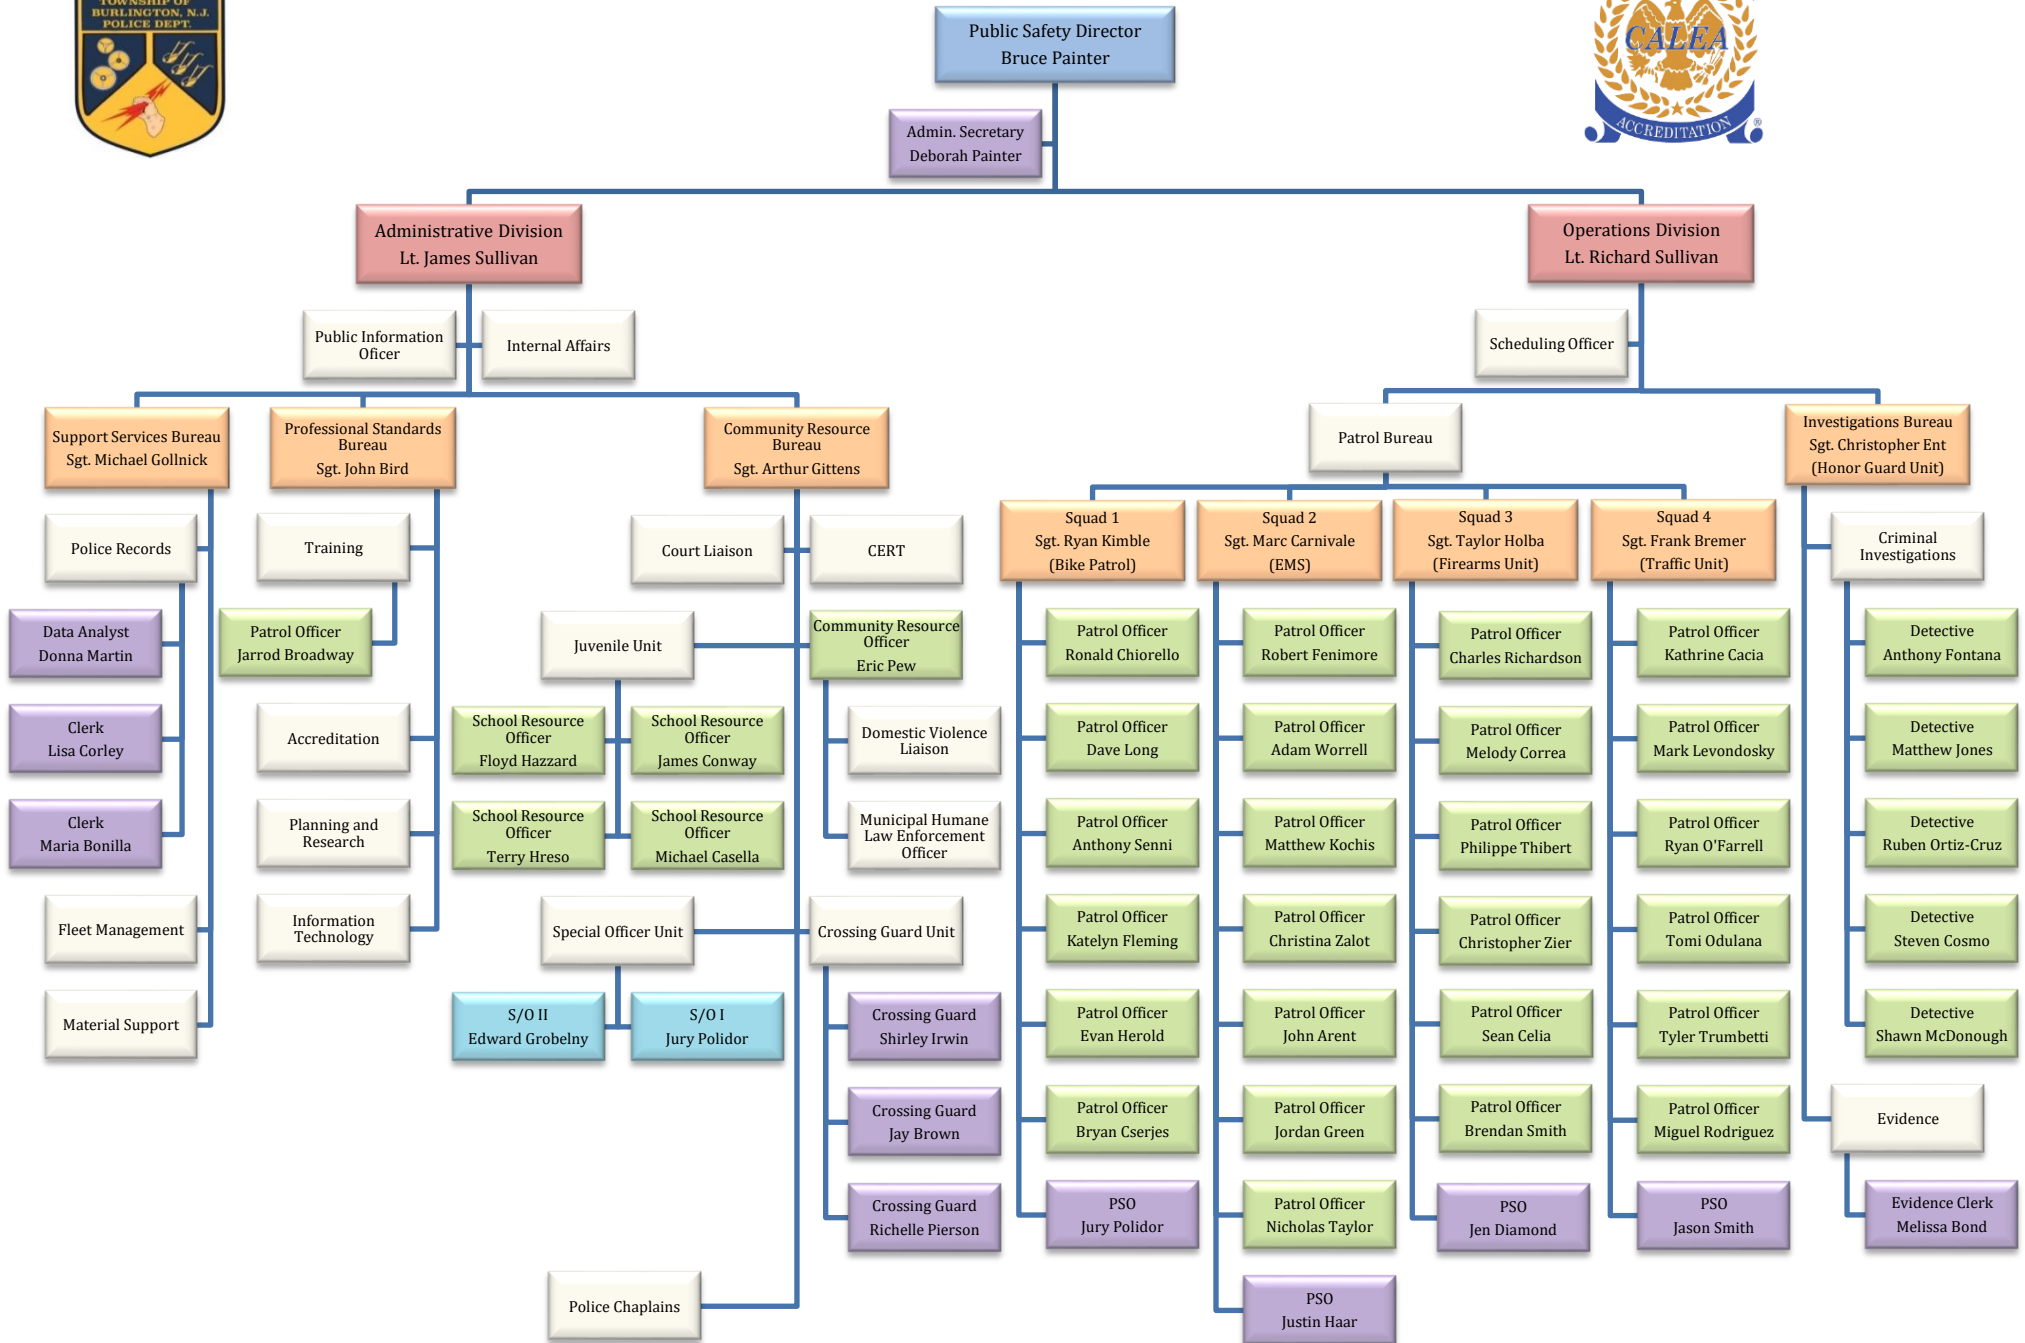 TOWNSHIP OF
BURLINGTON, N.J.
POLICE DEPT.
CALEA
ACCREDITATION
®
Public Safety Director
Bruce Painter
Admin. Secretary
Deborah Painter
Administrative Division
Lt. James Sullivan
Operations Division
Lt. Richard Sullivan
Public Information
Oficer
Internal Affairs
Scheduling Officer
Support Services Bureau
Sgt. Michael Gollnick
Professional Standards
Bureau
Sgt. John Bird
Community Resource
Bureau
Sgt. Arthur Gittens
Patrol Bureau
Investigations Bureau
Sgt. Christopher Ent
(Honor Guard Unit)
Police Records
Data Analyst
Donna Martin
Clerk
Lisa Corley
Clerk
Maria Bonilla
Fleet Management
Material Support
Training
Patrol Officer
Jarrod Broadway
Accreditation
Planning and
Research
Information
Technology
Court Liaison
CERT
Juvenile Unit
Community Resource
Officer
Eric Pew
School Resource
Officer
Floyd Hazzard
School Resource
Officer
James Conway
School Resource
Officer
Terry Hreso
School Resource
Officer
Michael Casella
Domestic Violence
Liaison
Municipal Humane
Law Enforcement
Officer
Special Officer Unit
Crossing Guard Unit
S/O II
Edward Grobelny
S/O I
Jury Polidor
Crossing Guard
Shirley Irwin
Crossing Guard
Jay Brown
Crossing Guard
Richelle Pierson
Police Chaplains
Squad 1
Sgt. Ryan Kimble
(Bike Patrol)
Patrol Officer
Ronald Chiorello
Patrol Officer
Dave Long
Patrol Officer
Anthony Senni
Patrol Officer
Katelyn Fleming
Patrol Officer
Evan Herold
Patrol Officer
Bryan Cserjes
PSO
Jury Polidor
Squad 2
Sgt. Marc Carnivale
(EMS)
Patrol Officer
Robert Fenimore
Patrol Officer
Adam Worrell
Patrol Officer
Matthew Kochis
Patrol Officer
Christina Zalot
Patrol Officer
John Arent
Patrol Officer
Jordan Green
Patrol Officer
Nicholas Taylor
PSO
Justin Haar
Squad 3
Sgt. Taylor Holba
(Firearms Unit)
Patrol Officer
Charles Richardson
Patrol Officer
Melody Correa
Patrol Officer
Philippe Thibert
Patrol Officer
Christopher Zier
Patrol Officer
Sean Celia
Patrol Officer
Brendan Smith
PSO
Jen Diamond
Squad 4
Sgt. Frank Bremer
(Traffic Unit)
Patrol Officer
Kathrine Cacia
Patrol Officer
Mark Levondosky
Patrol Officer
Ryan O'Farrell
Patrol Officer
Tomi Odulana
Patrol Officer
Tyler Trumbetti
Patrol Officer
Miguel Rodriguez
PSO
Jason Smith
Criminal
Investigations
Detective
Anthony Fontana
Detective
Matthew Jones
Detective
Ruben Ortiz-Cruz
Detective
Steven Cosmo
Detective
Shawn McDonough
Evidence
Evidence Clerk
Melissa Bond